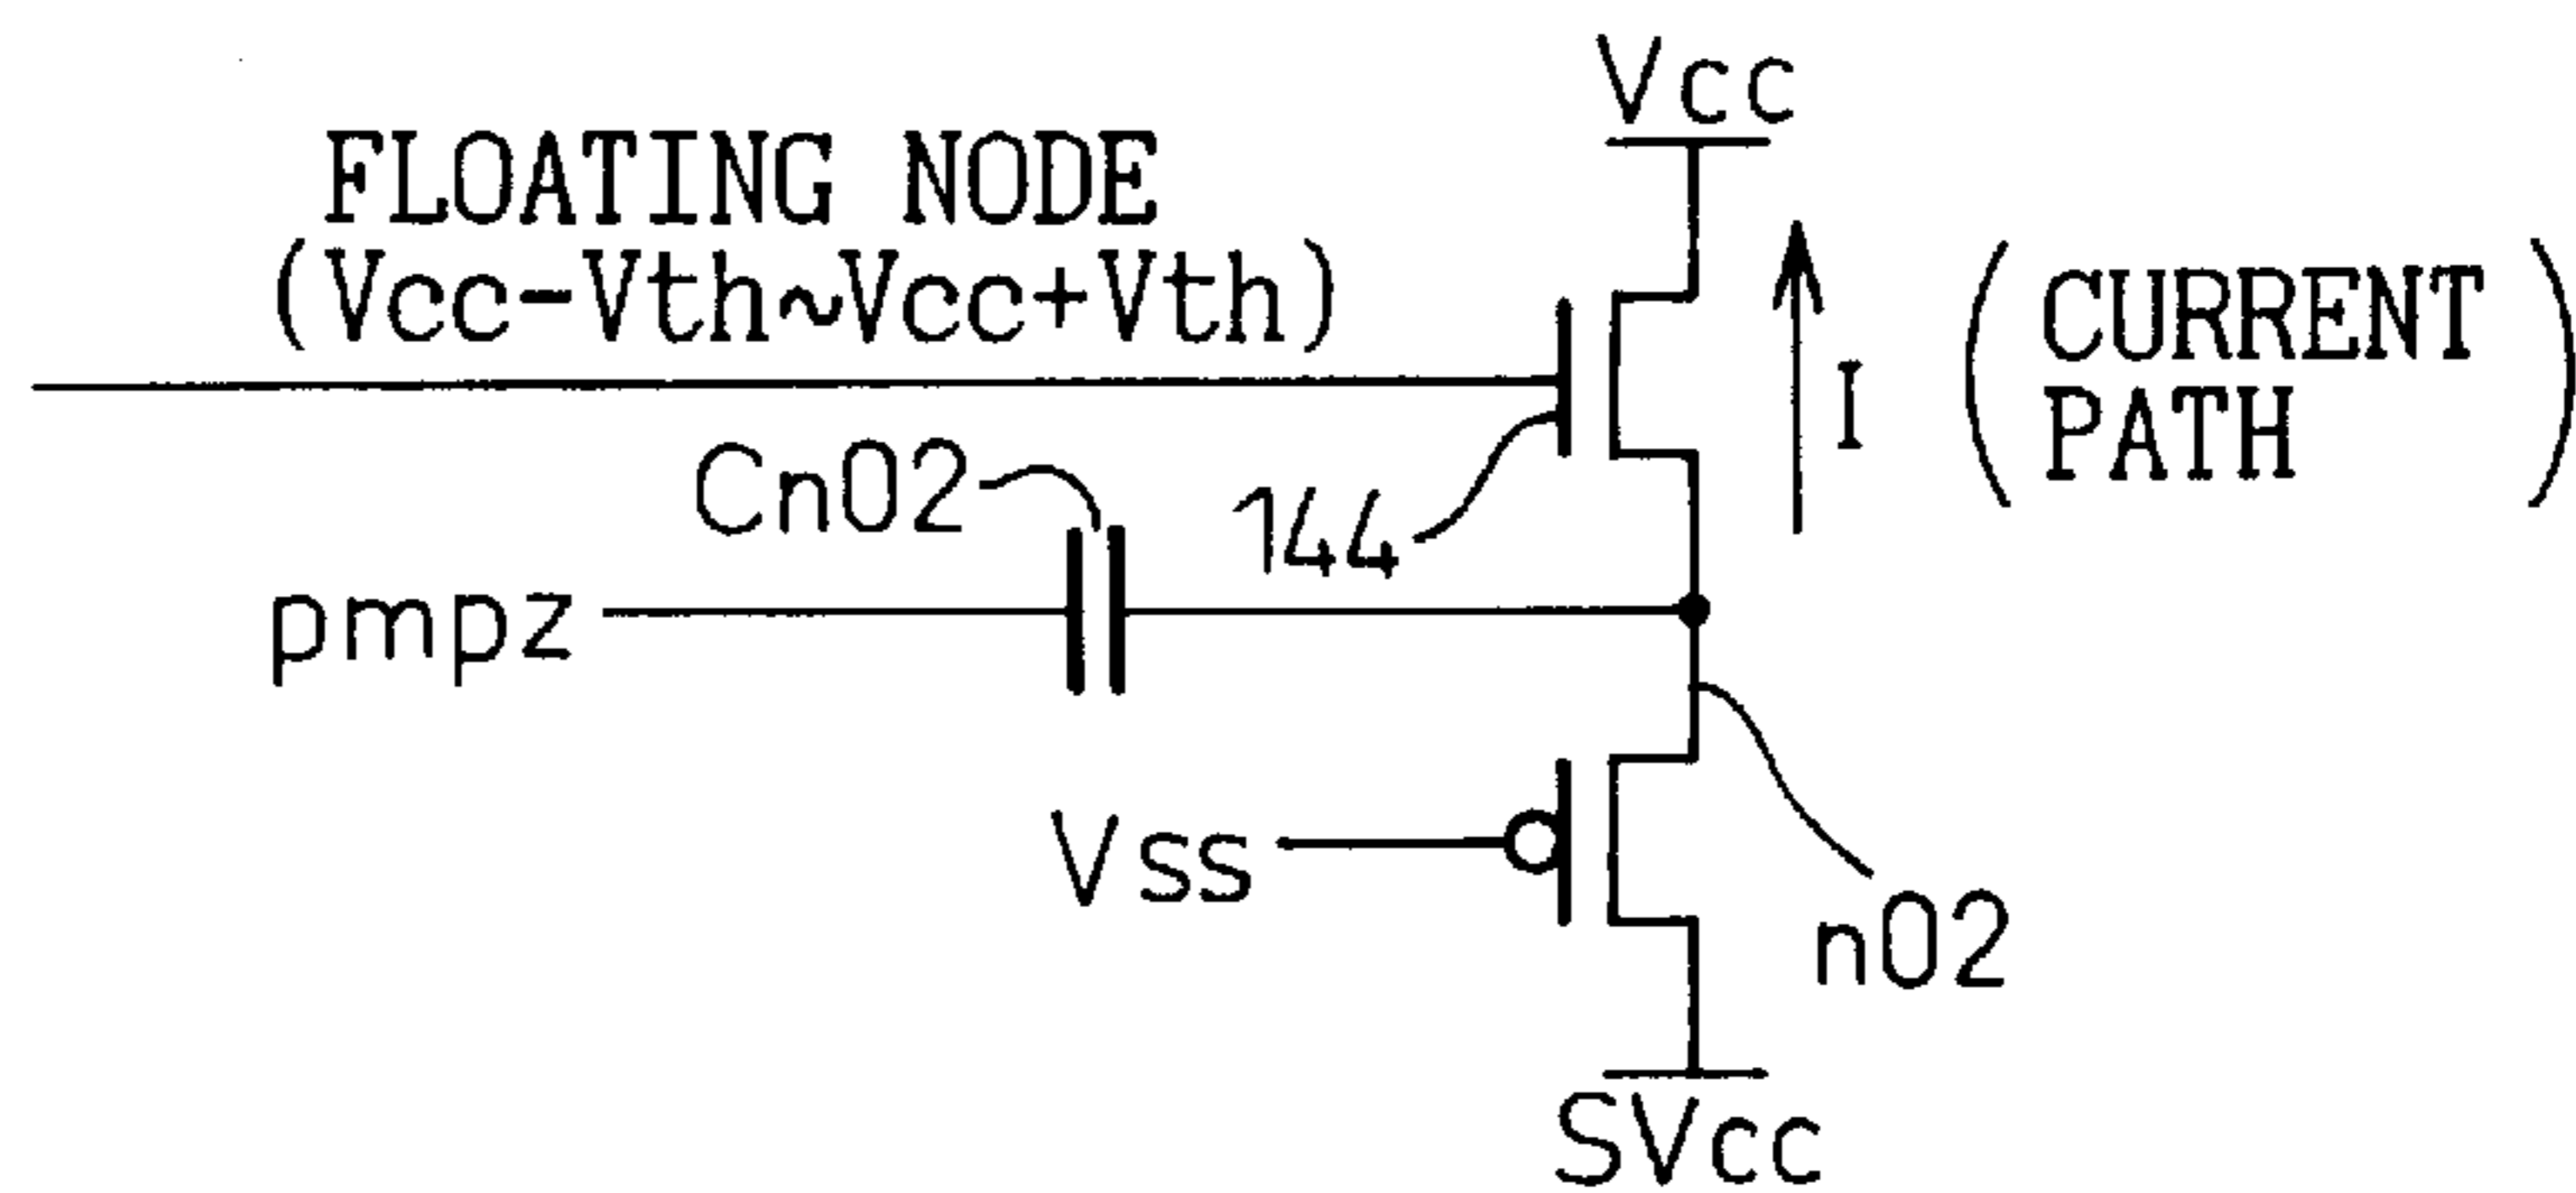 Vcc
FLOATING NODE
(Vcc-Vth~Vcc+Vth)
I
(CURRENT
PATH)
Cn02
144
pmpz
Vss
n02
SVcc